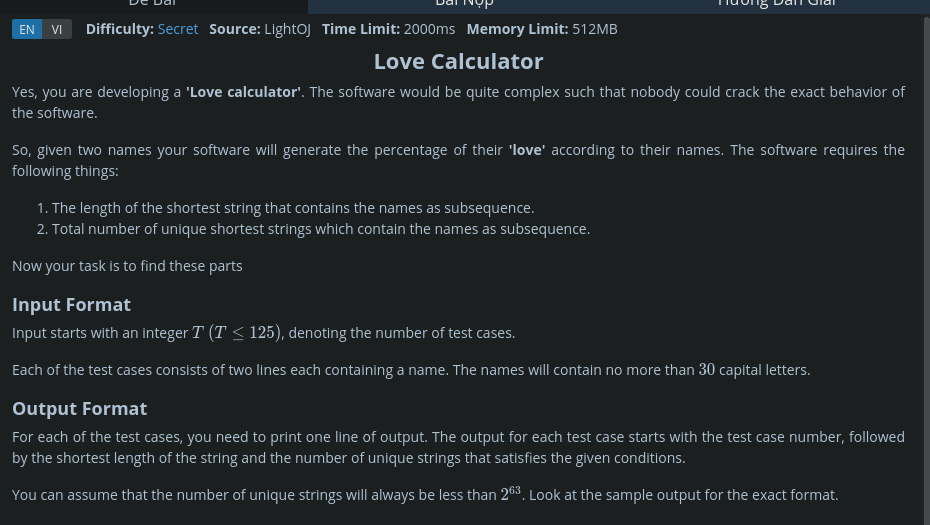 Đề Bài Bài Nộp Hướng Dẫn Giải
EN VI Difficulty: Secret Source: LightOJ Time Limit: 2000ms Memory Limit: 512MB
Love Calculator
Yes, you are developing a 'Love calculator'. The software would be quite complex such that nobody could crack the exact behavior of
the software.
So, given two names your software will generate the percentage of their 'love' according to their names. The software requires the
following things:
1. The length of the shortest string that contains the names as subsequence.
2. Total number of unique shortest strings which contain the names as subsequence.
Now your task is to find these parts
Input Format
Input starts with an integer T (T ≤ 125), denoting the number of test cases.
Each of the test cases consists of two lines each containing a name. The names will contain no more than 30 capital letters.
Output Format
For each of the test cases, you need to print one line of output. The output for each test case starts with the test case number, followed
by the shortest length of the string and the number of unique strings that satisfies the given conditions.
You can assume that the number of unique strings will always be less than 2⁶³. Look at the sample output for the exact format.